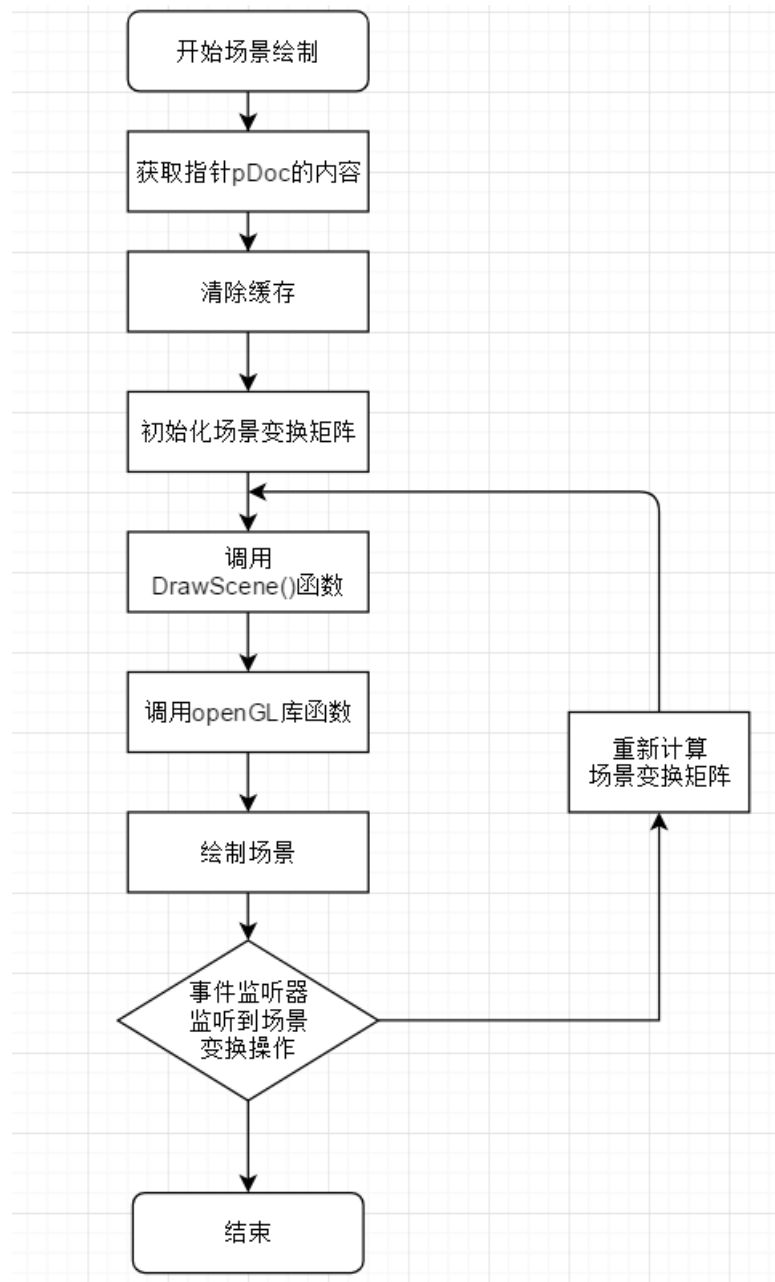 开始场景绘制
获取指针pDoc的内容
清除缓存
初始化场景变换矩阵
调用
DrawScene()函数
调用openGL库函数
重新计算
场景变换矩阵
绘制场景
事件监听器
监听到场景
变换操作
结束